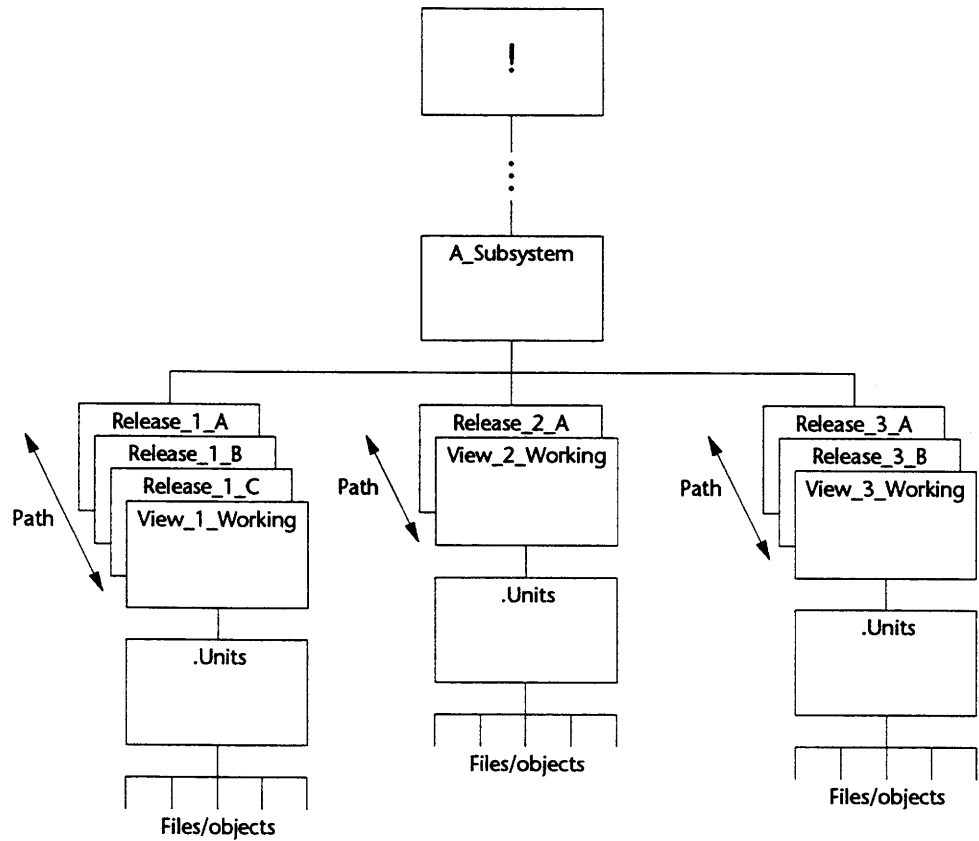 !
A_Subsystem
Release_1_A
Release_1_B
Release_1_C
View_1_Working
Path
.Units
Files/objects
Release_2_A
View_2_Working
Path
.Units
Files/objects
Release_3_A
Release_3_B
View_3_Working
Path
.Units
Files/objects